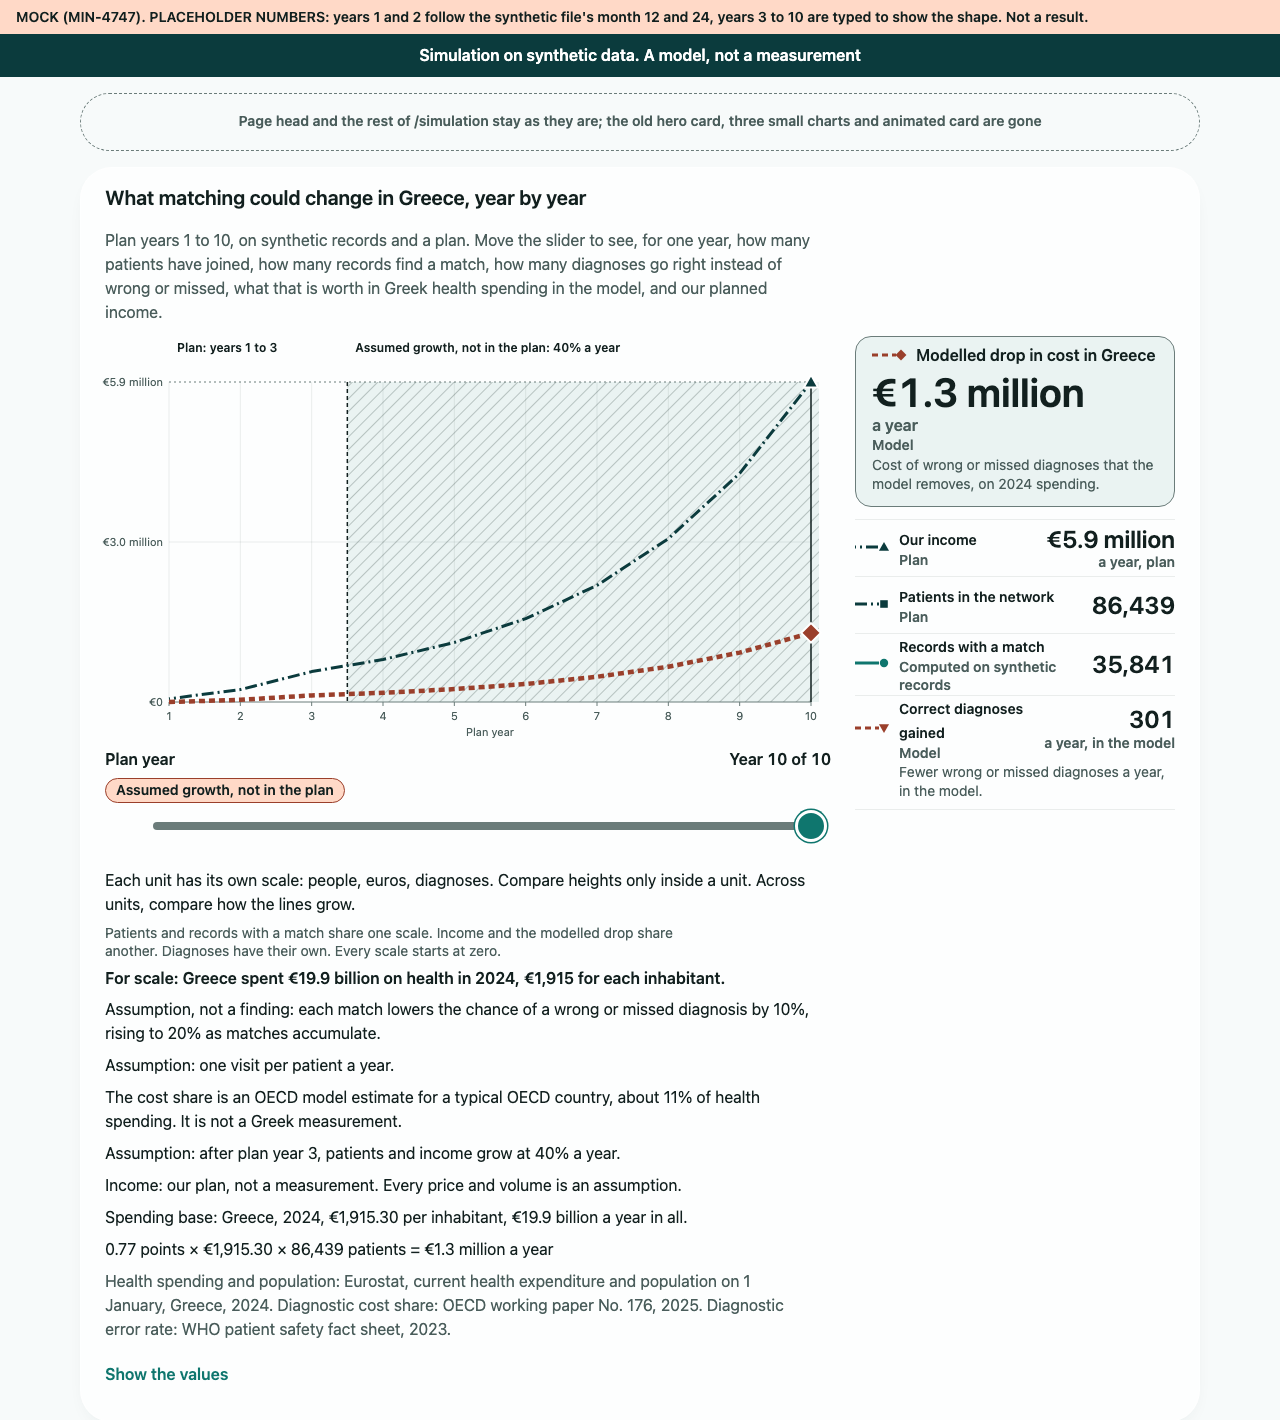 MOCK (MIN-4747). PLACEHOLDER NUMBERS: years 1 and 2 follow the synthetic file's month 12 and 24, years 3 to 10 are typed to show the shape. Not a result.
Simulation on synthetic data. A model, not a measurement
Page head and the rest of /simulation stay as they are; the old hero card, three small charts and animated card are gone
What matching could change in Greece, year by year
Plan years 1 to 10, on synthetic records and a plan. Move the slider to see, for one year, how many
patients have joined, how many records find a match, how many diagnoses go right instead of
wrong or missed, what that is worth in Greek health spending in the model, and our planned
income.
Plan: years 1 to 3
Assumed growth, not in the plan: 40% a year
€5.9 million
€3.0 million
€0
1 2 3 4 5 6 7 8 9 10
Plan year
Modelled drop in cost in Greece
€1.3 million
a year
Model
Cost of wrong or missed diagnoses that the
model removes, on 2024 spending.
Our income
Plan
€5.9 million
a year, plan
Patients in the network
Plan
86,439
Records with a match
Computed on synthetic
records
35,841
Correct diagnoses
gained
Model
301
a year, in the model
Fewer wrong or missed diagnoses a year,
in the model.
Plan year
Year 10 of 10
Assumed growth, not in the plan
Each unit has its own scale: people, euros, diagnoses. Compare heights only inside a unit. Across
units, compare how the lines grow.
Patients and records with a match share one scale. Income and the modelled drop share
another. Diagnoses have their own. Every scale starts at zero.
For scale: Greece spent €19.9 billion on health in 2024, €1,915 for each inhabitant.
Assumption, not a finding: each match lowers the chance of a wrong or missed diagnosis by 10%,
rising to 20% as matches accumulate.
Assumption: one visit per patient a year.
The cost share is an OECD model estimate for a typical OECD country, about 11% of health
spending. It is not a Greek measurement.
Assumption: after plan year 3, patients and income grow at 40% a year.
Income: our plan, not a measurement. Every price and volume is an assumption.
Spending base: Greece, 2024, €1,915.30 per inhabitant, €19.9 billion a year in all.
0.77 points × €1,915.30 × 86,439 patients = €1.3 million a year
Health spending and population: Eurostat, current health expenditure and population on 1
January, Greece, 2024. Diagnostic cost share: OECD working paper No. 176, 2025. Diagnostic
error rate: WHO patient safety fact sheet, 2023.
Show the values